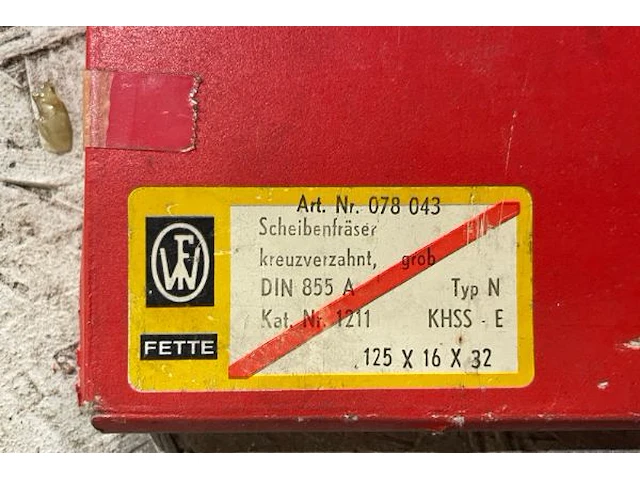 Art. Nr. 078 043
Scheibenfräser
kreuzverzahnt, grob
DIN 855 A Typ N
Kat. Nr. 1211 KHSS - E
125 X 16 X 32
FETTE